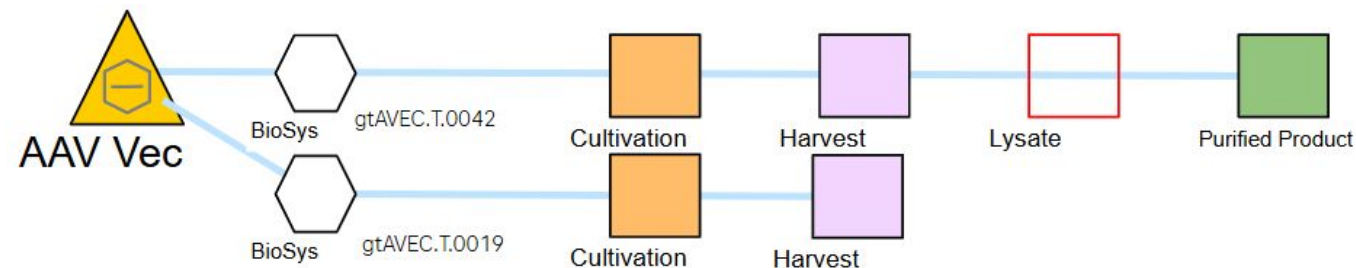 AAV Vec
BioSys
gtAVEC.T.0042
Cultivation
Harvest
Lysate
Purified Product
BioSys
gtAVEC.T.0019
Cultivation
Harvest